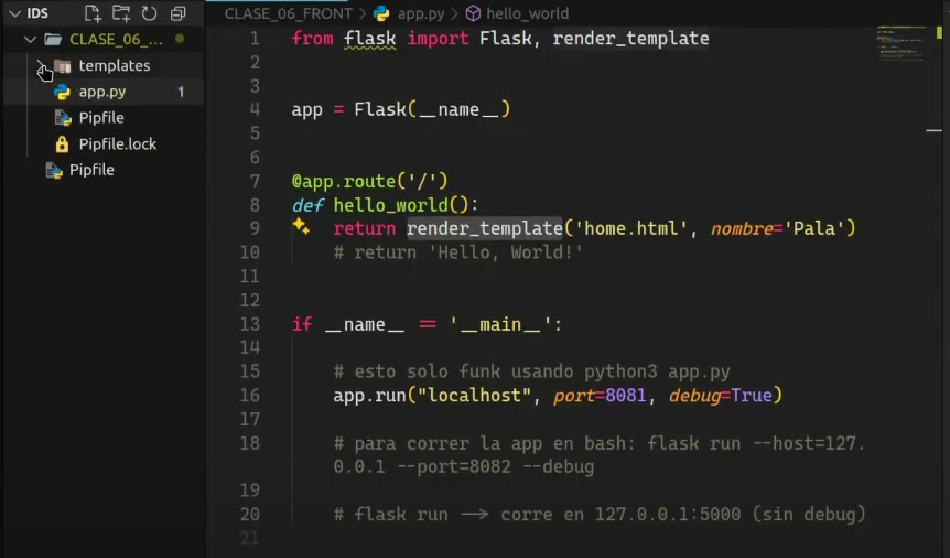 IDS
CLASE_06_...
templates
app.py 1
Pipfile
Pipfile.lock
Pipfile
CLASE_06_FRONT > app.py > hello_world
1 from flask import Flask, render_template
2
3
4 app = Flask(__name__)
5
6
7 @app.route('/')
8 def hello_world():
9 return render_template('home.html', nombre='Pala')
10 # return 'Hello, World!'
11
12
13 if __name__ == '__main__':
14
15 # esto solo funk usando python3 app.py
16 app.run("localhost", port=8081, debug=True)
17
18 # para correr la app en bash: flask run --host=127.
0.0.1 --port=8082 --debug
19
20 # flask run --> corre en 127.0.0.1:5000 (sin debug)
21